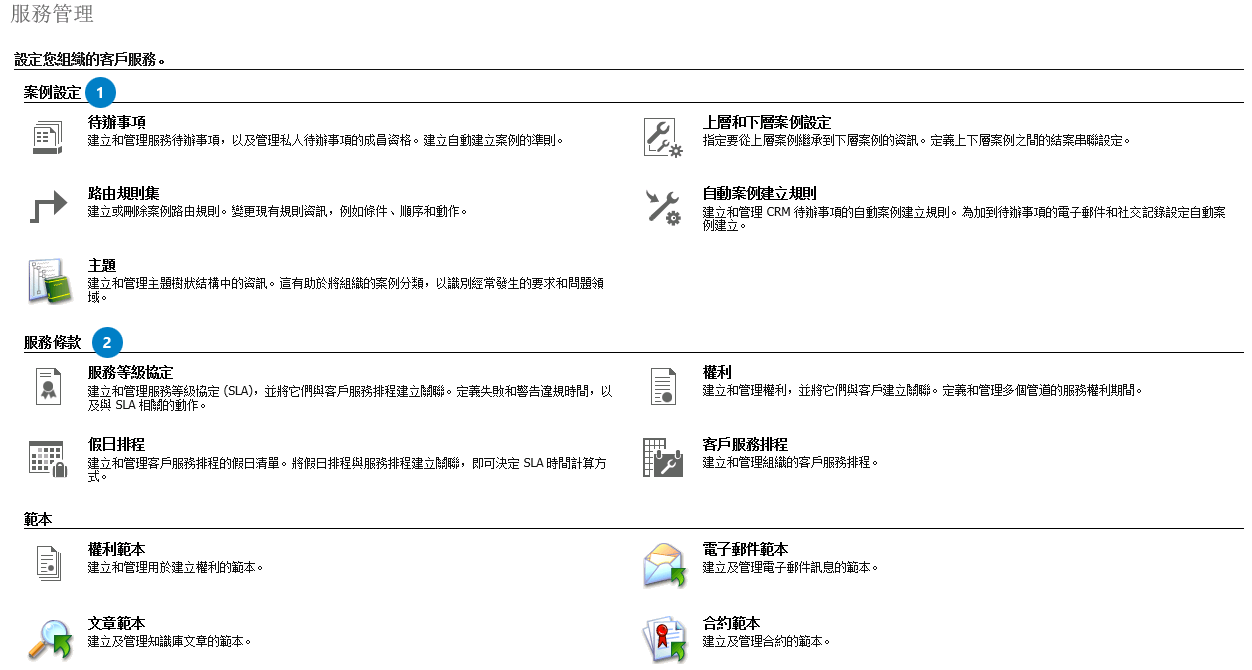 服務管理
設定您組織的客戶服務。
案例設定 1
待辦事項
建立和管理服務待辦事項，以及管理私人待辦事項的成員資格。建立自動建立案例的準則。
上層和下層案例設定
指定要從上層案例繼承到下層案例的資訊。定義上下層案例之間的結案串聯設定。
路由規則集
建立或刪除案例路由規則。變更現有規則資訊，例如條件、順序和動作。
自動案例建立規則
建立和管理 CRM 待辦事項的自動案例建立規則。為加到待辦事項的電子郵件和社交記錄設定自動案
例建立。
主題
建立和管理主題樹狀結構中的資訊。這有助於將組織的案例分類，以識別經常發生的要求和問題領
域。
服務條款 2
服務等級協定
建立和管理服務等級協定 (SLA)，並將它們與客戶服務排程建立關聯。定義失敗和警告違規時間，以
及與 SLA 相關的動作。
權利
建立和管理權利，並將它們與客戶建立關聯。定義和管理多個管道的服務權利期間。
假日排程
建立和管理客戶服務排程的假日清單。將假日排程與服務排程建立關聯，即可決定 SLA 時間計算方
式。
客戶服務排程
建立和管理組織的客戶服務排程。
範本
權利範本
建立和管理用於建立權利的範本。
電子郵件範本
建立及管理電子郵件訊息的範本。
文章範本
建立及管理知識庫文章的範本。
合約範本
建立及管理合約的範本。